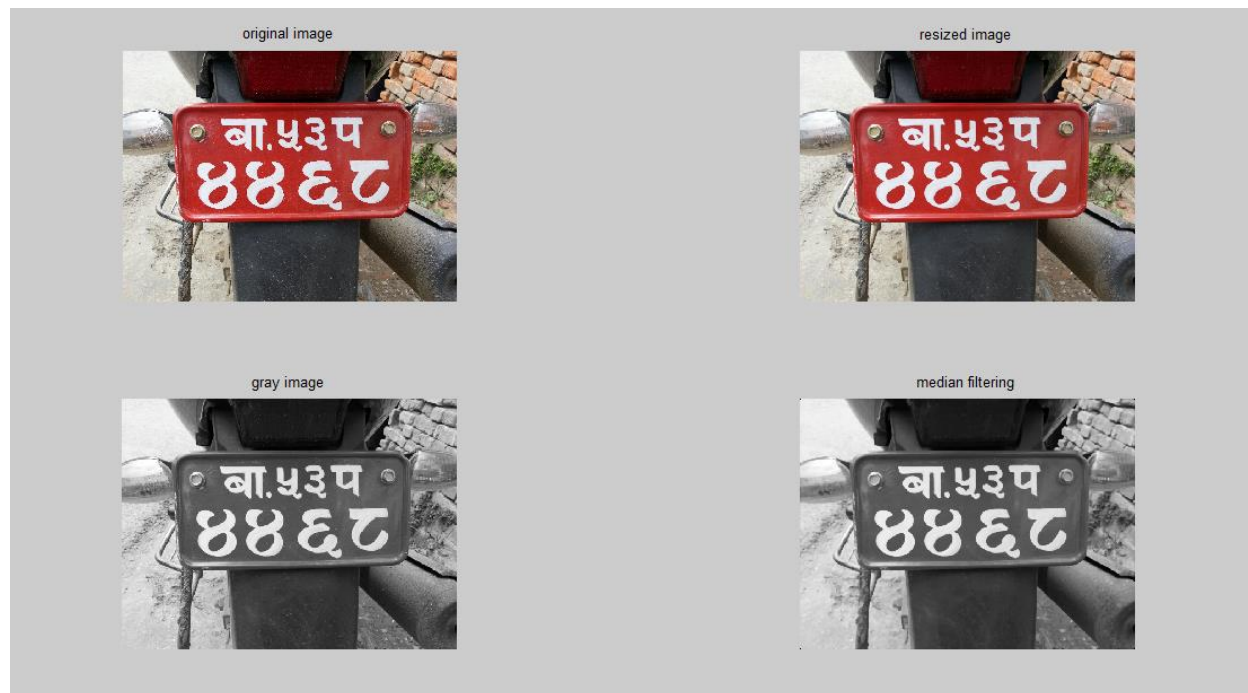 original image
बा.५३प
४४६८
resized image
बा.५३प
४४६८
gray image
बा.५३प
४४६८
median filtering
बा.५३प
४४६८